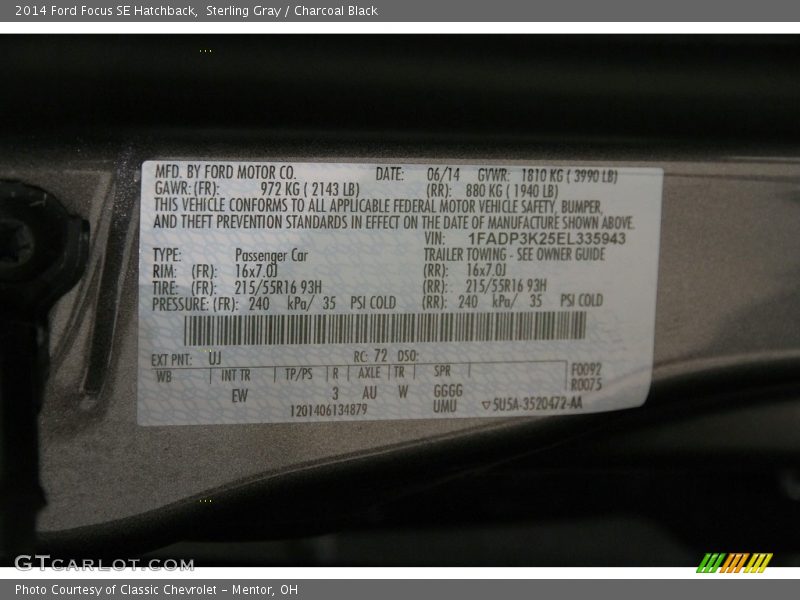 2014 Ford Focus SE Hatchback,  Sterling Gray / Charcoal Black
MFD. BY FORD MOTOR CO. DATE: 06/14 GVWR: 1810 KG ( 3990 LB)
GAWR: (FR): 972 KG ( 2143 LB) (RR): 880 KG ( 1940 LB)
THIS VEHICLE CONFORMS TO ALL APPLICABLE FEDERAL MOTOR VEHICLE SAFETY, BUMPER,
AND THEFT PREVENTION STANDARDS IN EFFECT ON THE DATE OF MANUFACTURE SHOWN ABOVE.
VIN: 1FADP3K25EL335943
TYPE: Passenger Car TRAILER TOWING - SEE OWNER GUIDE
RIM: (FR): 16x7.0J (RR): 16x7.0J
TIRE: (FR): 215/55R16 93H (RR): 215/55R16 93H
PRESSURE: (FR): 240 kPa/ 35 PSI COLD (RR): 240 kPa/ 35 PSI COLD
EXT PNT: UJ RC: 72 DSO:
WB INT TR TP/PS R AXLE TR SPR F0092
R0075
EW 3 AU W GGGG
1201406134879 UMU ▽SU5A-3520472-AA
GTCARLOT.COM
Photo Courtesy of Classic Chevrolet – Mentor, OH